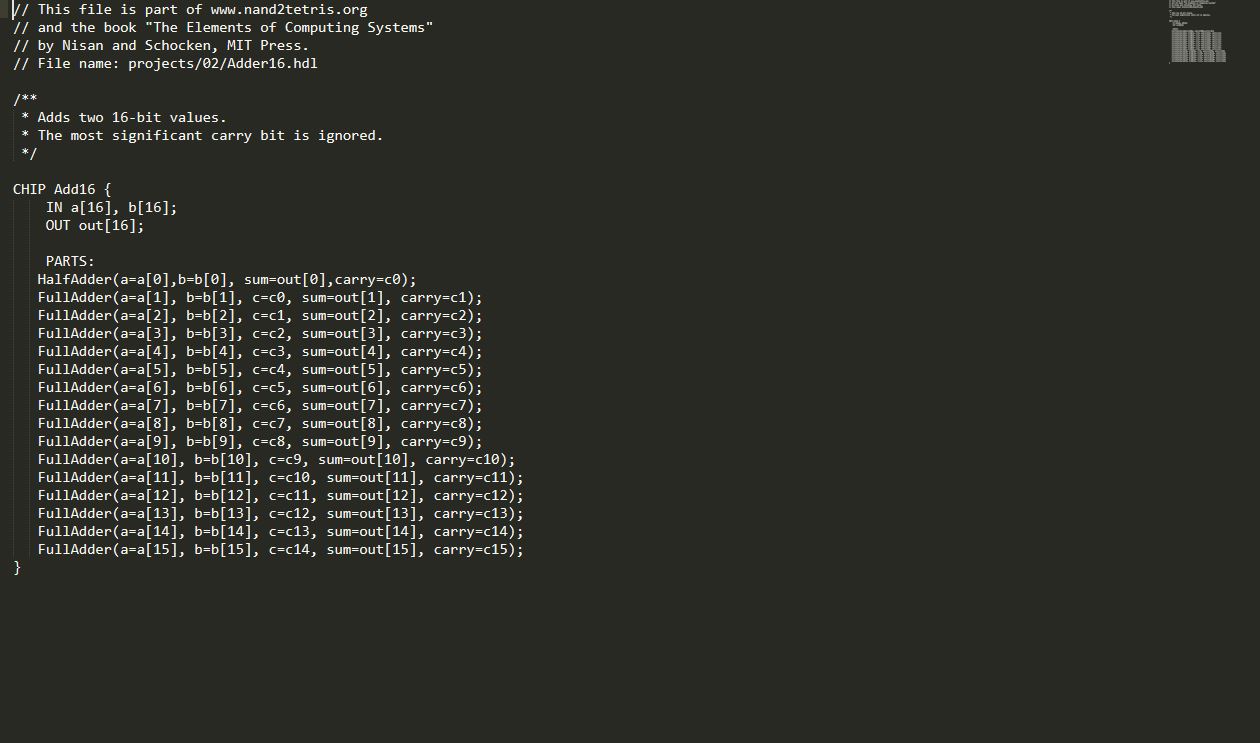 // This file is part of www.nand2tetris.org
// and the book "The Elements of Computing Systems"
// by Nisan and Schocken, MIT Press.
// File name: projects/02/Adder16.hdl
/**
* Adds two 16-bit values.
* The most significant carry bit is ignored.
*/
CHIP Add16 {
IN a[16], b[16];
OUT out[16];
PARTS:
HalfAdder(a=a[0],b=b[0], sum=out[0],carry=c0);
FullAdder(a=a[1], b=b[1], c=c0, sum=out[1], carry=c1);
FullAdder(a=a[2], b=b[2], c=c1, sum=out[2], carry=c2);
FullAdder(a=a[3], b=b[3], c=c2, sum=out[3], carry=c3);
FullAdder(a=a[4], b=b[4], c=c3, sum=out[4], carry=c4);
FullAdder(a=a[5], b=b[5], c=c4, sum=out[5], carry=c5);
FullAdder(a=a[6], b=b[6], c=c5, sum=out[6], carry=c6);
FullAdder(a=a[7], b=b[7], c=c6, sum=out[7], carry=c7);
FullAdder(a=a[8], b=b[8], c=c7, sum=out[8], carry=c8);
FullAdder(a=a[9], b=b[9], c=c8, sum=out[9], carry=c9);
FullAdder(a=a[10], b=b[10], c=c9, sum=out[10], carry=c10);
FullAdder(a=a[11], b=b[11], c=c10, sum=out[11], carry=c11);
FullAdder(a=a[12], b=b[12], c=c11, sum=out[12], carry=c12);
FullAdder(a=a[13], b=b[13], c=c12, sum=out[13], carry=c13);
FullAdder(a=a[14], b=b[14], c=c13, sum=out[14], carry=c14);
FullAdder(a=a[15], b=b[15], c=c14, sum=out[15], carry=c15);
}